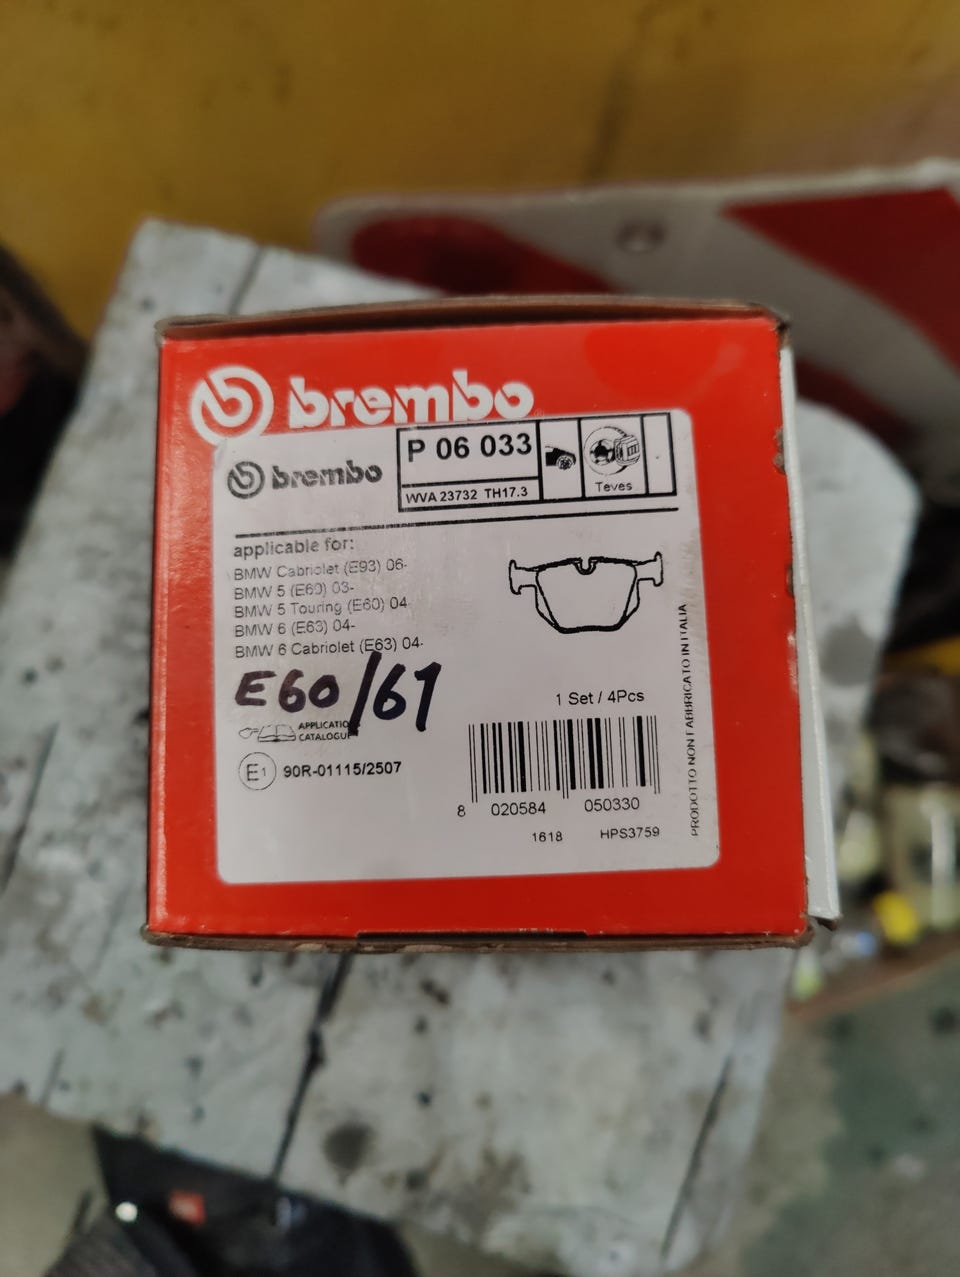 brembo
brembo
P 06 033
WVA 23732 TH17.3
Teves
applicable for:
BMW Cabriolet (E93) 06-
BMW 5 (E60) 03-
BMW 5 Touring (E60) 04-
BMW 6 (E63) 04-
BMW 6 Cabriolet (E63) 04-
E60/61
APPLICATION
CATALOGUE
E1 90R-01115/2507
1 Set / 4Pcs
8 020584 050330
1618 HPS3759
PRODOTTO NON FABBRICATO IN ITALIA